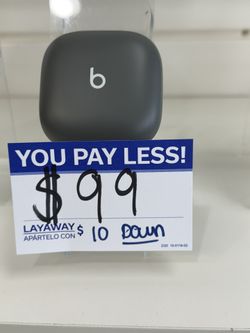 b
YOU PAY LESS!
$99
LAYAWAY $ 10 Down
APÁRTELO CON